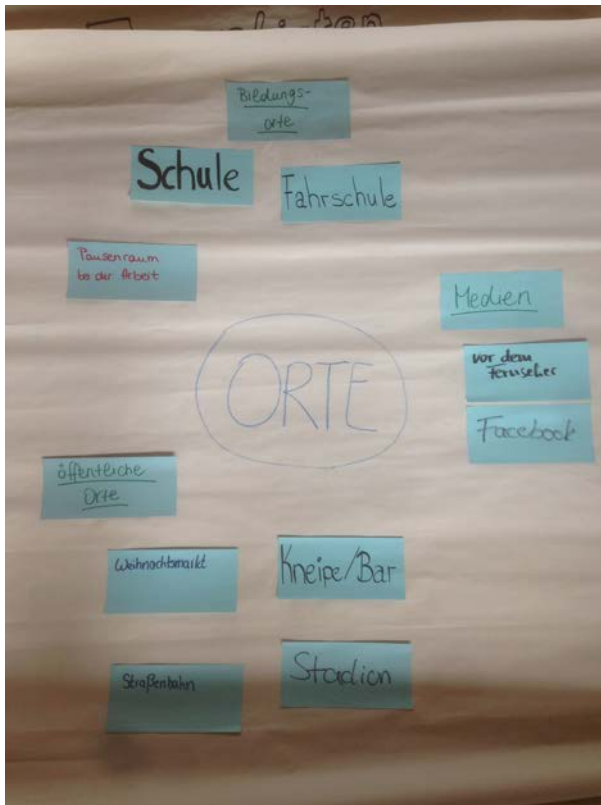 Bildungs-
orte
Schule
Fahrschule
Pausenraum
bei der Arbeit
Medien
vor dem
Fernseher
Facebook
ORTE
öffentliche
Orte
Weihnachtsmarkt
Kneipe/Bar
Straßenbahn
Stadion